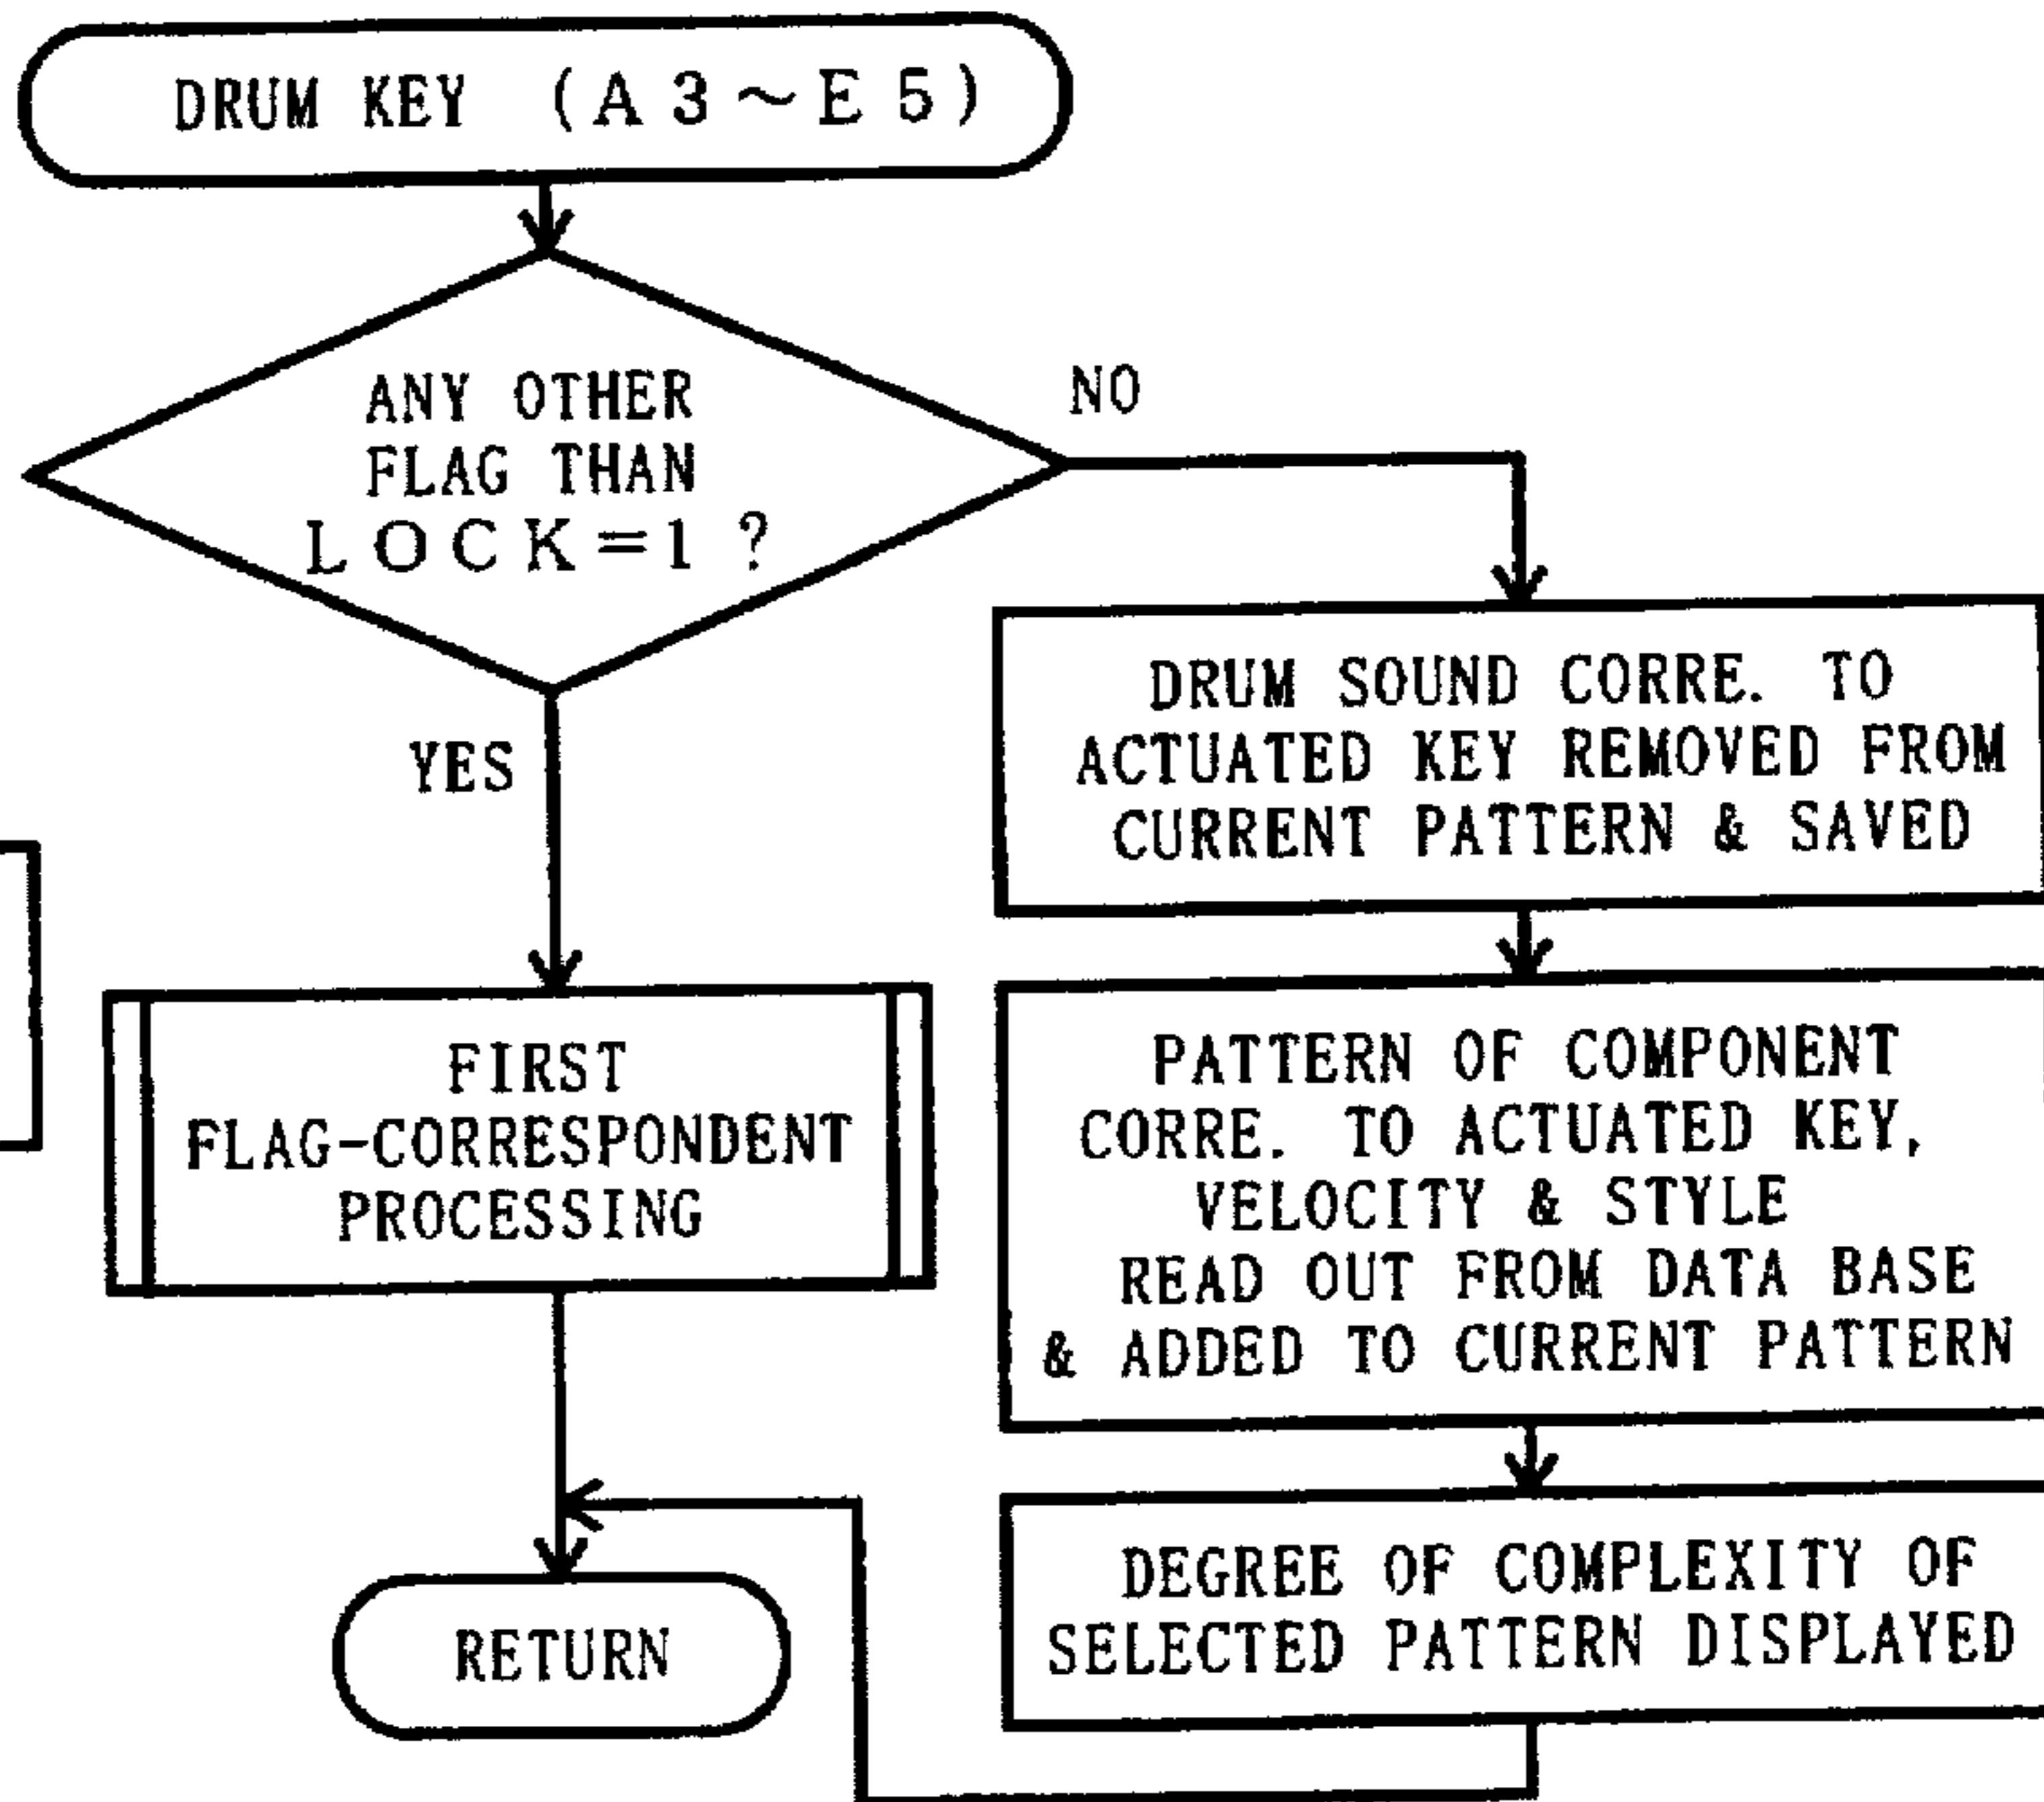 DRUM KEY (A3~E5)
ANY OTHER
FLAG THAN
LOCK=1?
NO
YES
DRUM SOUND CORRE. TO
ACTUATED KEY REMOVED FROM
CURRENT PATTERN & SAVED
FIRST
FLAG-CORRESPONDENT
PROCESSING
PATTERN OF COMPONENT
CORRE. TO ACTUATED KEY,
VELOCITY & STYLE
READ OUT FROM DATA BASE
& ADDED TO CURRENT PATTERN
DEGREE OF COMPLEXITY OF
SELECTED PATTERN DISPLAYED
RETURN